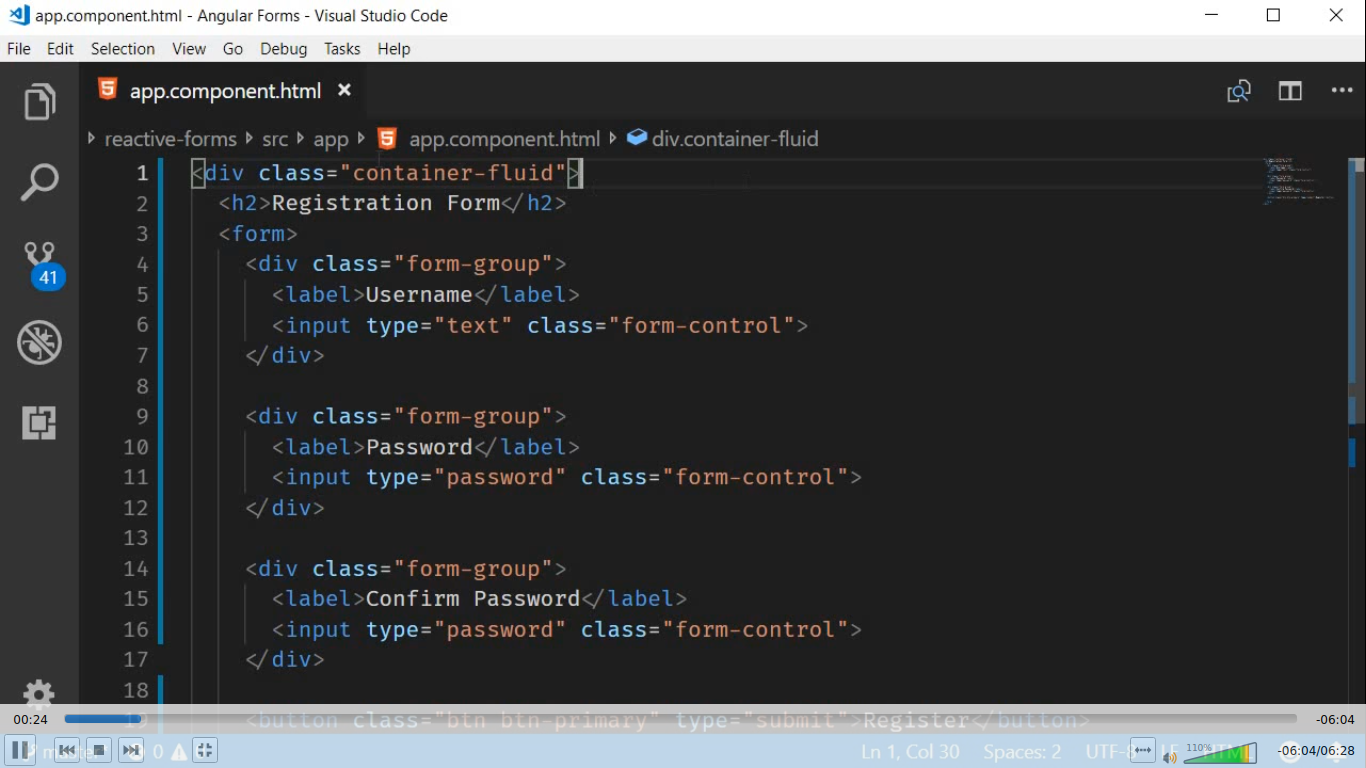 app.component.html - Angular Forms - Visual Studio Code
File Edit Selection View Go Debug Tasks Help
app.component.html
reactive-forms src app app.component.html div.container-fluid
1 <div class="container-fluid">
2 <h2>Registration Form</h2>
3 <form>
4 <div class="form-group">
5 <label>Username</label>
6 <input type="text" class="form-control">
7 </div>
8
9 <div class="form-group">
10 <label>Password</label>
11 <input type="password" class="form-control">
12 </div>
13
14 <div class="form-group">
15 <label>Confirm Password</label>
16 <input type="password" class="form-control">
17 </div>
18
19 <button class="btn btn-primary" type="submit">Register</button>
41
00:24 -06:04
0 Ln 1, Col 30 Spaces: 2 LF 110% -06:04/06:28